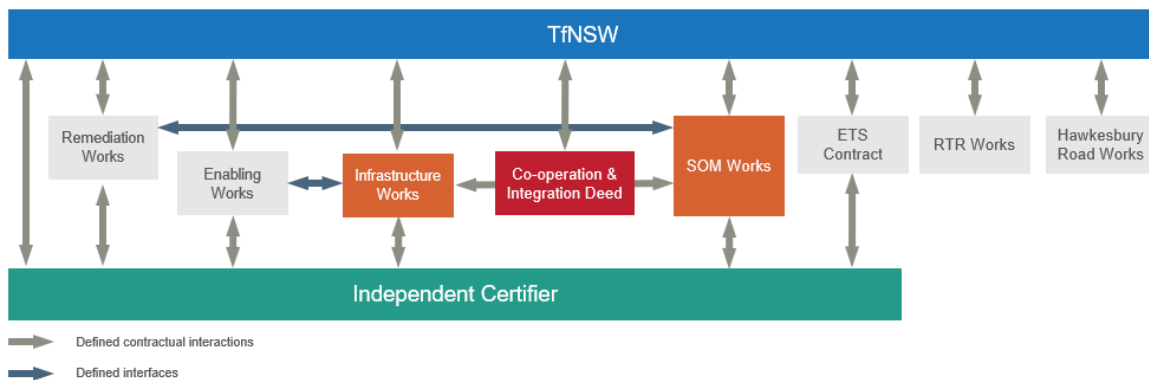 TfNSW
Remediation
Works
Enabling
Works
Infrastructure
Works
Co-operation &
Integration Deed
SOM Works
ETS
Contract
RTR Works
Hawkesbury
Road Works
Independent Certifier
Defined contractual interactions
Defined interfaces